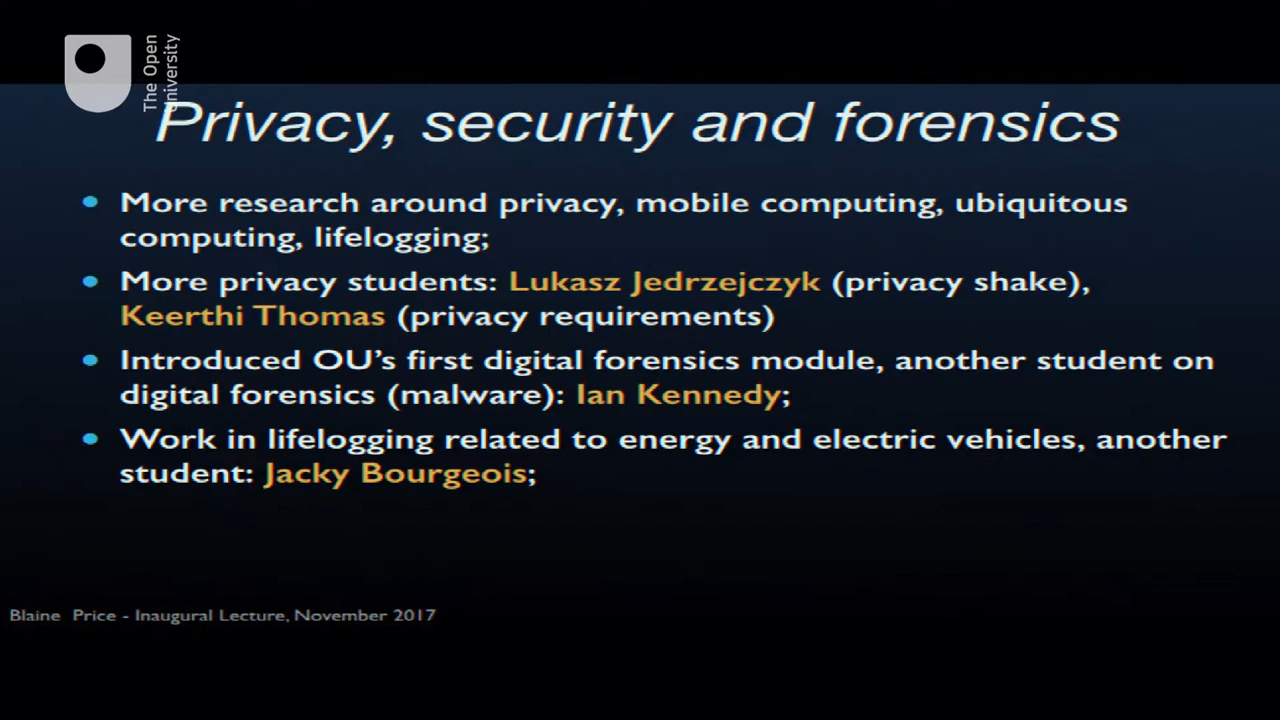 The Open
University
Privacy, security and forensics
• More research around privacy, mobile computing, ubiquitous
computing, lifelogging;
• More privacy students: Lukasz Jedrzejczyk (privacy shake),
Keerthi Thomas (privacy requirements)
• Introduced OU’s first digital forensics module, another student on
digital forensics (malware): Ian Kennedy;
• Work in lifelogging related to energy and electric vehicles, another
student: Jacky Bourgeois;
Blaine Price - Inaugural Lecture, November 2017